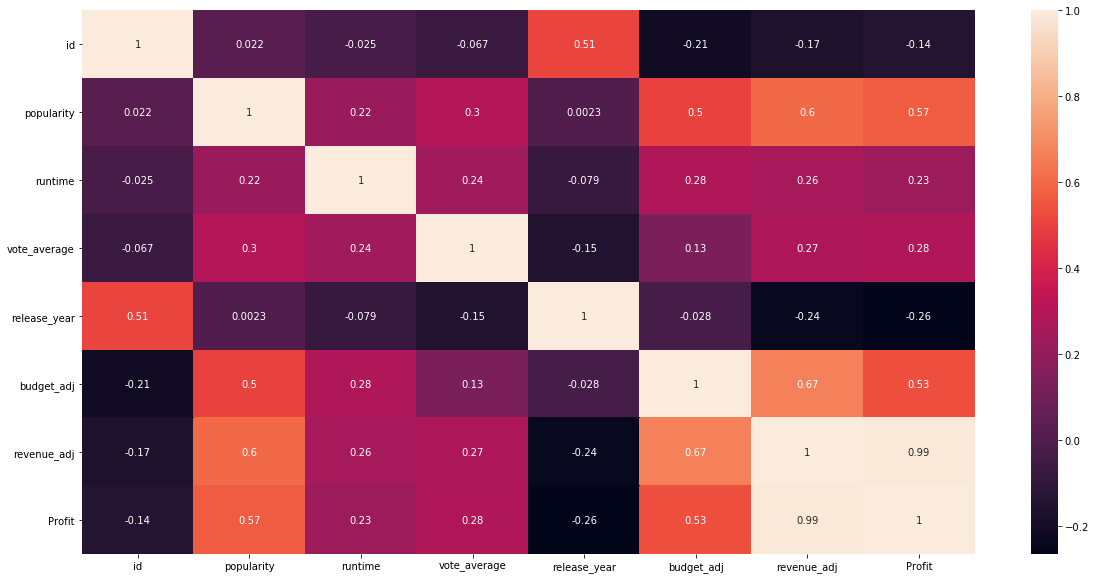 id 1 0.022 -0.025 -0.067 0.51 -0.21 -0.17 -0.14
popularity 0.022 1 0.22 0.3 0.0023 0.5 0.6 0.57
runtime -0.025 0.22 1 0.24 -0.079 0.28 0.26 0.23
vote_average -0.067 0.3 0.24 1 -0.15 0.13 0.27 0.28
release_year 0.51 0.0023 -0.079 -0.15 1 -0.028 -0.24 -0.26
budget_adj -0.21 0.5 0.28 0.13 -0.028 1 0.67 0.53
revenue_adj -0.17 0.6 0.26 0.27 -0.24 0.67 1 0.99
Profit -0.14 0.57 0.23 0.28 -0.26 0.53 0.99 1
id popularity runtime vote_average release_year budget_adj revenue_adj Profit
1.0
0.8
0.6
0.4
0.2
0.0
−0.2